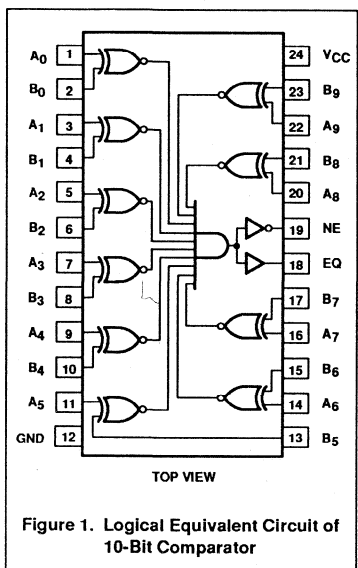 A0 1 24 VCC
B0 2 23 B9
A1 3 22 A9
B1 4 21 B8
A2 5 20 A8
B2 6 19 NE
A3 7 18 EQ
B3 8 17 B7
A4 9 16 A7
B4 10 15 B6
A5 11 14 A6
GND 12 13 B5
TOP VIEW
Figure 1. Logical Equivalent Circuit of
10-Bit Comparator